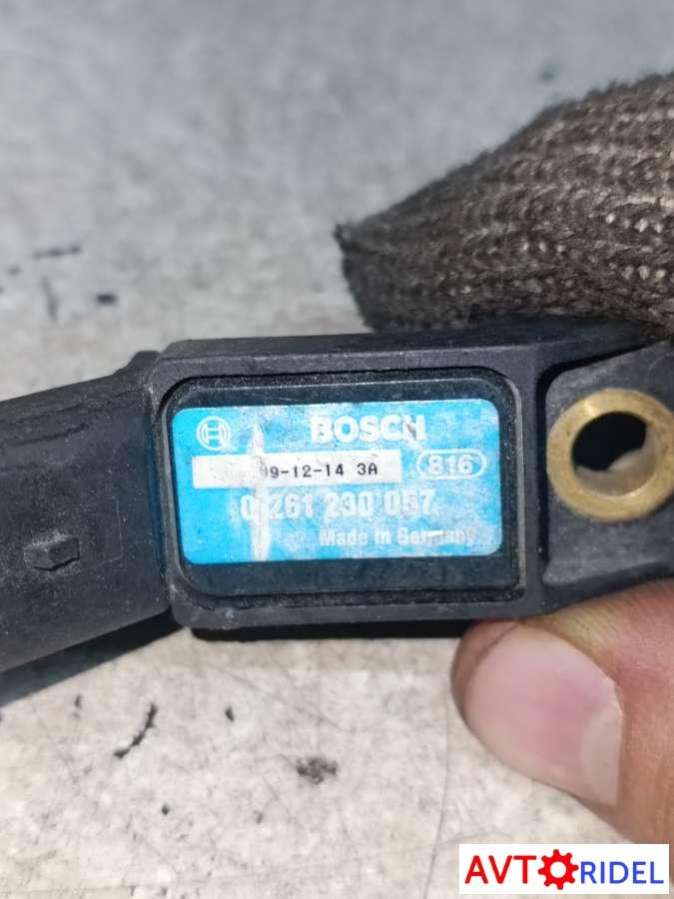 BOSCH
09-12-14 3A
816
0 261 230 057
Made in Germany
AVTORIDEL